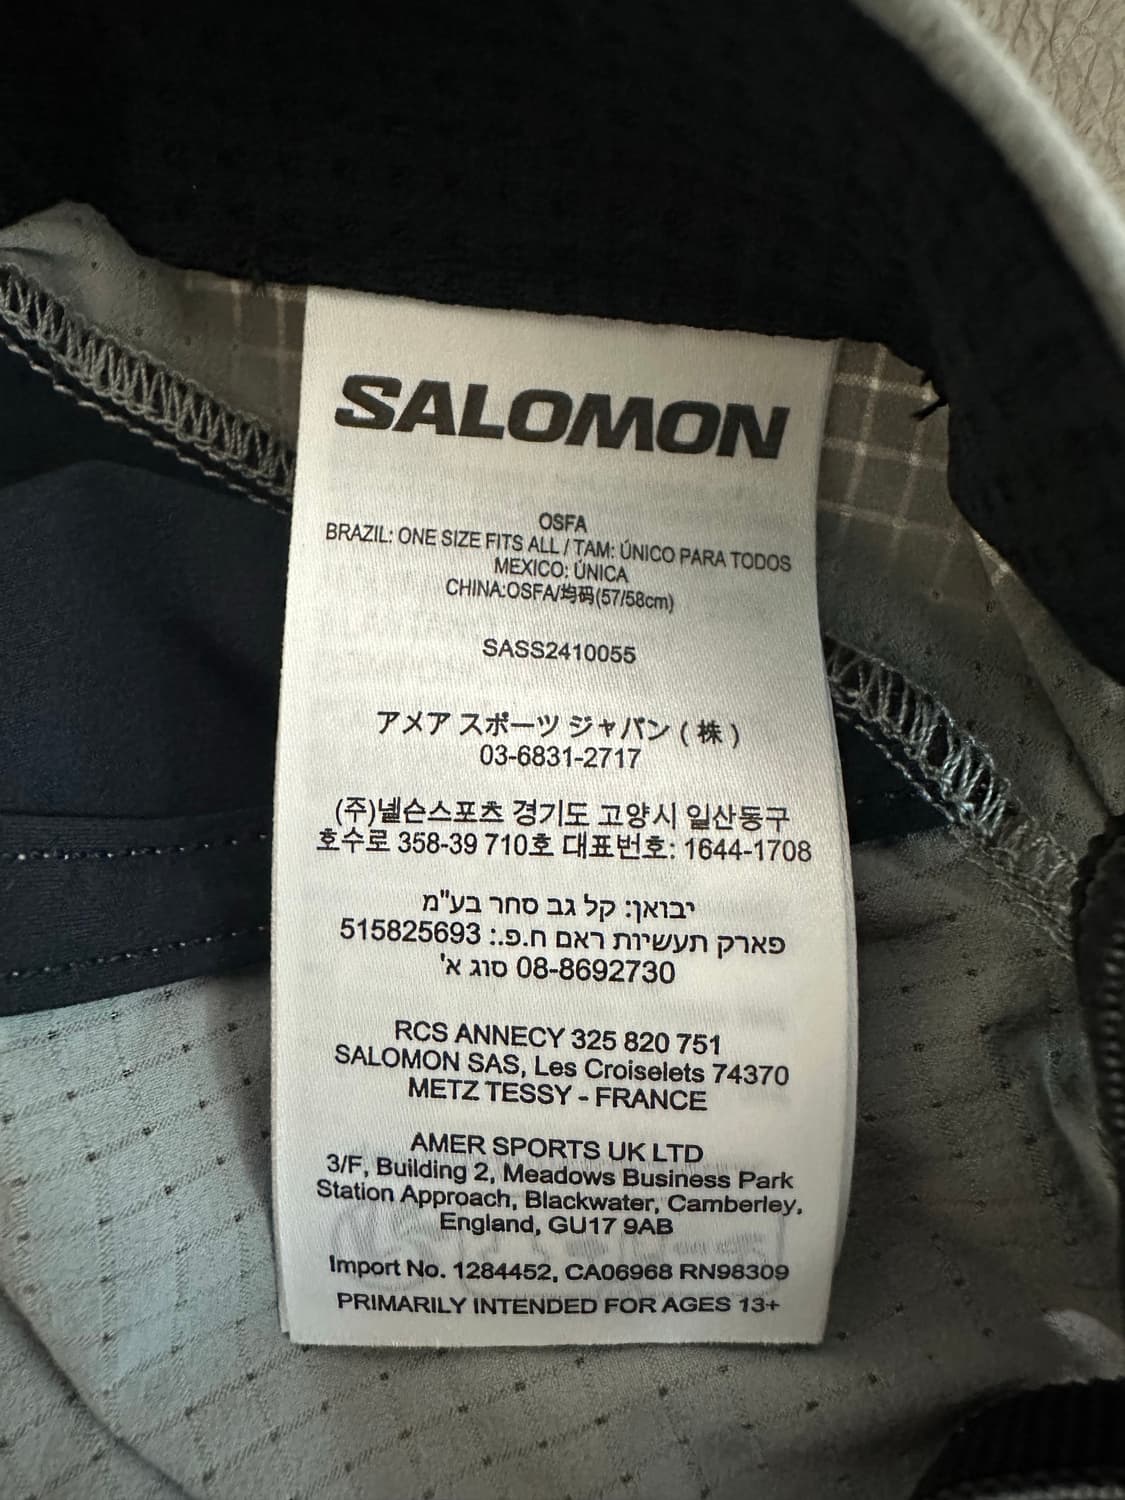 SALOMON
OSFA
BRAZIL: ONE SIZE FITS ALL / TAM: ÚNICO PARA TODOS
MEXICO: ÚNICA
CHINA:OSFA/均码(57/58cm)
SASS2410055
アメア スポーツ ジャパン ( 株 )
03-6831-2717
(주)넬슨스포츠 경기도 고양시 일산동구
호수로 358-39 710호 대표번호: 1644-1708
יבואן: קל גב סחר בע"מ
פארק תעשיות ראם ח.פ.: 515825693
08-8692730 סוג א'
RCS ANNECY 325 820 751
SALOMON SAS, Les Croiselets 74370
METZ TESSY - FRANCE
AMER SPORTS UK LTD
3/F, Building 2, Meadows Business Park
Station Approach, Blackwater, Camberley,
England, GU17 9AB
Import No. 1284452, CA06968 RN98309
PRIMARILY INTENDED FOR AGES 13+